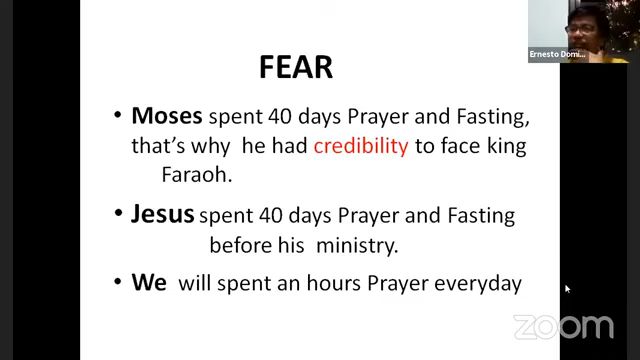 Ernesto Domi...
FEAR
• Moses spent 40 days Prayer and Fasting,
that's why he had credibility to face king
Faraoh.
• Jesus spent 40 days Prayer and Fasting
before his ministry.
• We will spent an hours Prayer everyday
zoom